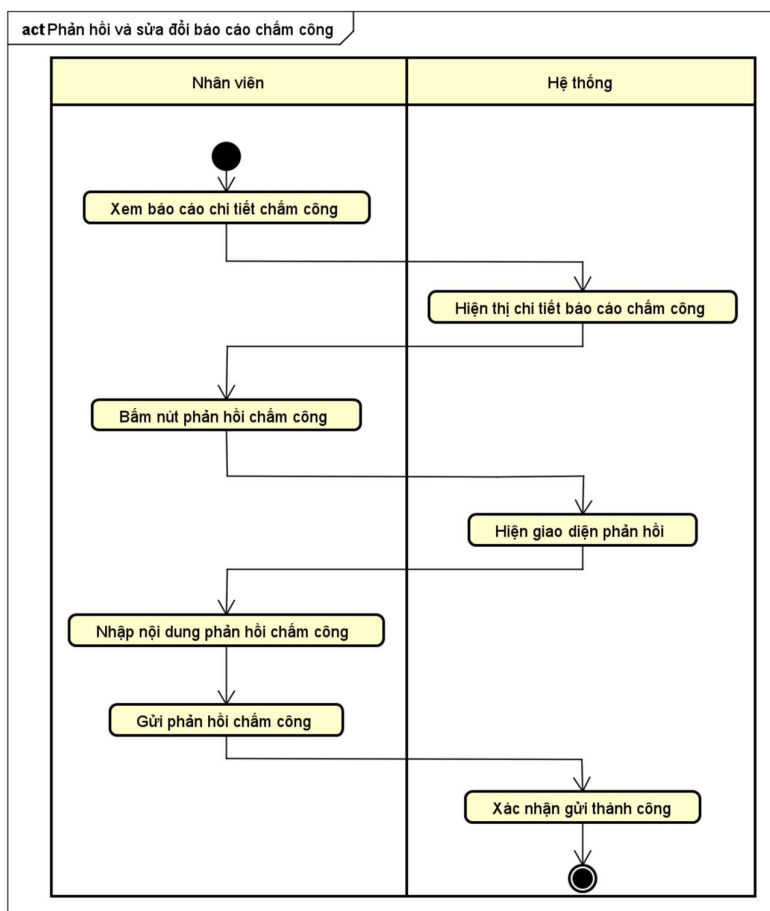 act Phản hồi và sửa đổi báo cáo chấm công
Nhân viên
Hệ thống
Xem báo cáo chi tiết chấm công
Hiện thị chi tiết báo cáo chấm công
Bấm nút phản hồi chấm công
Hiện giao diện phản hồi
Nhập nội dung phản hồi chấm công
Gửi phản hồi chấm công
Xác nhận gửi thành công